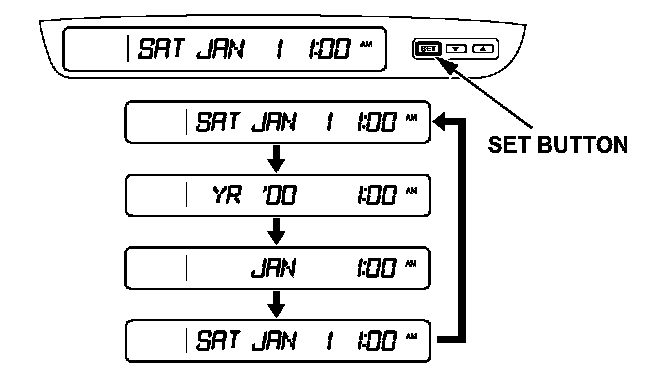 SAT JAN 1 1:00 AM
SET
SET BUTTON
SAT JAN 1 1:00 AM
YR '00 1:00 AM
JAN 1:00 AM
SAT JAN 1 1:00 AM